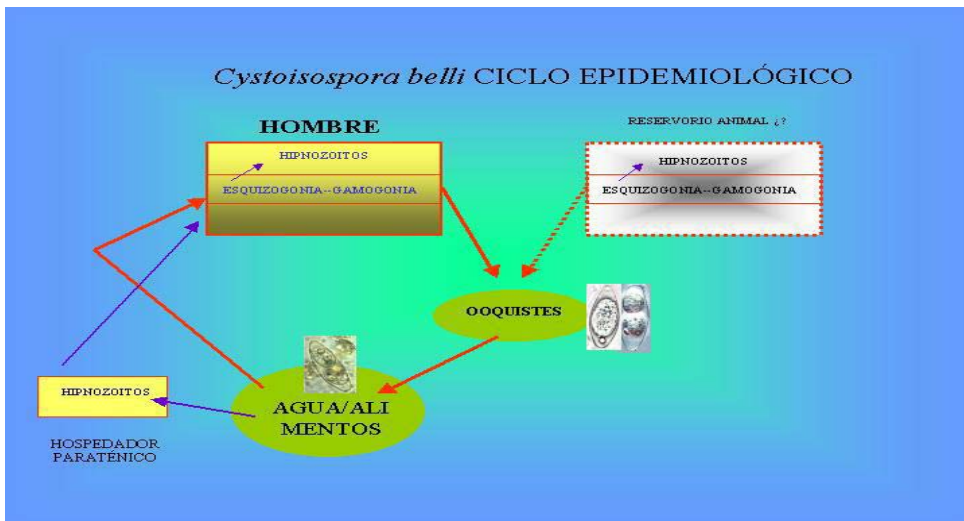 Cystoisospora belli CICLO EPIDEMIOLÓGICO
HOMBRE
HIPNOZOITOS
ESQUIZOGONIA--GAMOGONIA
RESERVORIO ANIMAL ¿?
HIPNOZOITOS
ESQUIZOGONIA--GAMOGONIA
OOQUISTES
AGUA/ALI
MENTOS
HIPNOZOITOS
HOSPEDADOR
PARATÉNICO